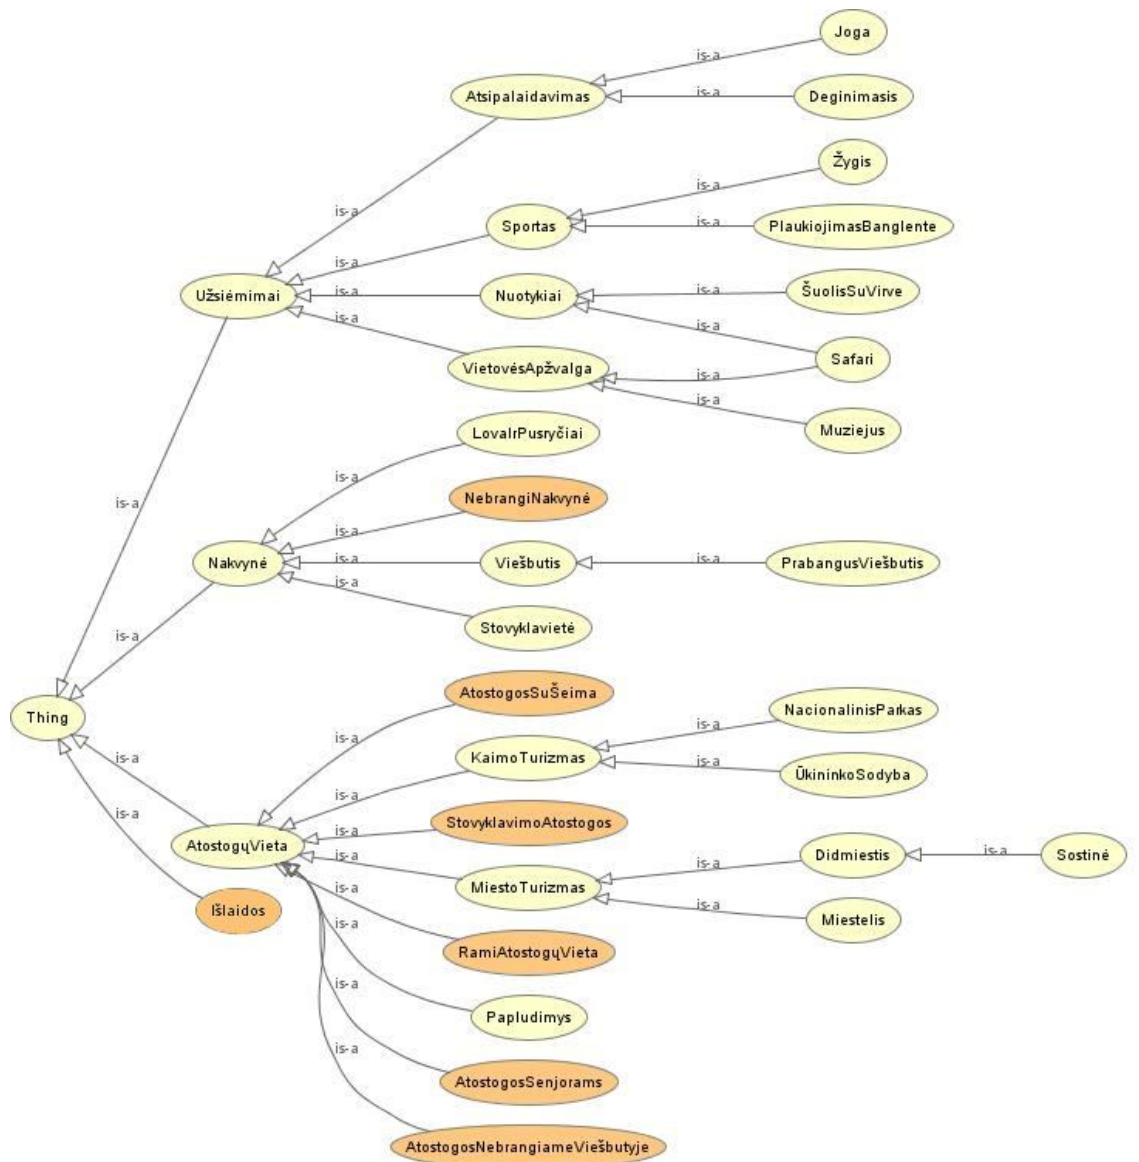 Joga
is-a
Atsipalaidavimas
is-a
Deginimasis
Žygis
is-a
is-a
Sportas
is-a
PlaukiojimasBanglente
is-a
Užsiėmimai
is-a
Nuotykiai
is-a
ŠuolisSuVirve
is-a
is-a
Safari
VietovėsApžvalga
is-a
is-a
Muziejus
LovaIrPusryčiai
is-a
NebrangiNakvynė
is-a
is-a
Nakvynė
is-a
Viešbutis
is-a
PrabangusViešbutis
is-a
Stovyklavietė
is-a
AtostogosSuŠeima
NacionalinisParkas
Thing
is-a
is-a
is-a
KaimoTurizmas
is-a
ŪkininkoSodyba
is-a
is-a
StovyklavimoAtostogos
is-a
AtostogųVieta
is-a
Didmiestis
is-a
Sostinė
is-a
MiestoTurizmas
is-a
Išlaidos
is-a
Miestelis
is-a
RamiAtostogųVieta
Papludimys
is-a
AtostogosSenjorams
is-a
AtostogosNebrangiameViešbutyje